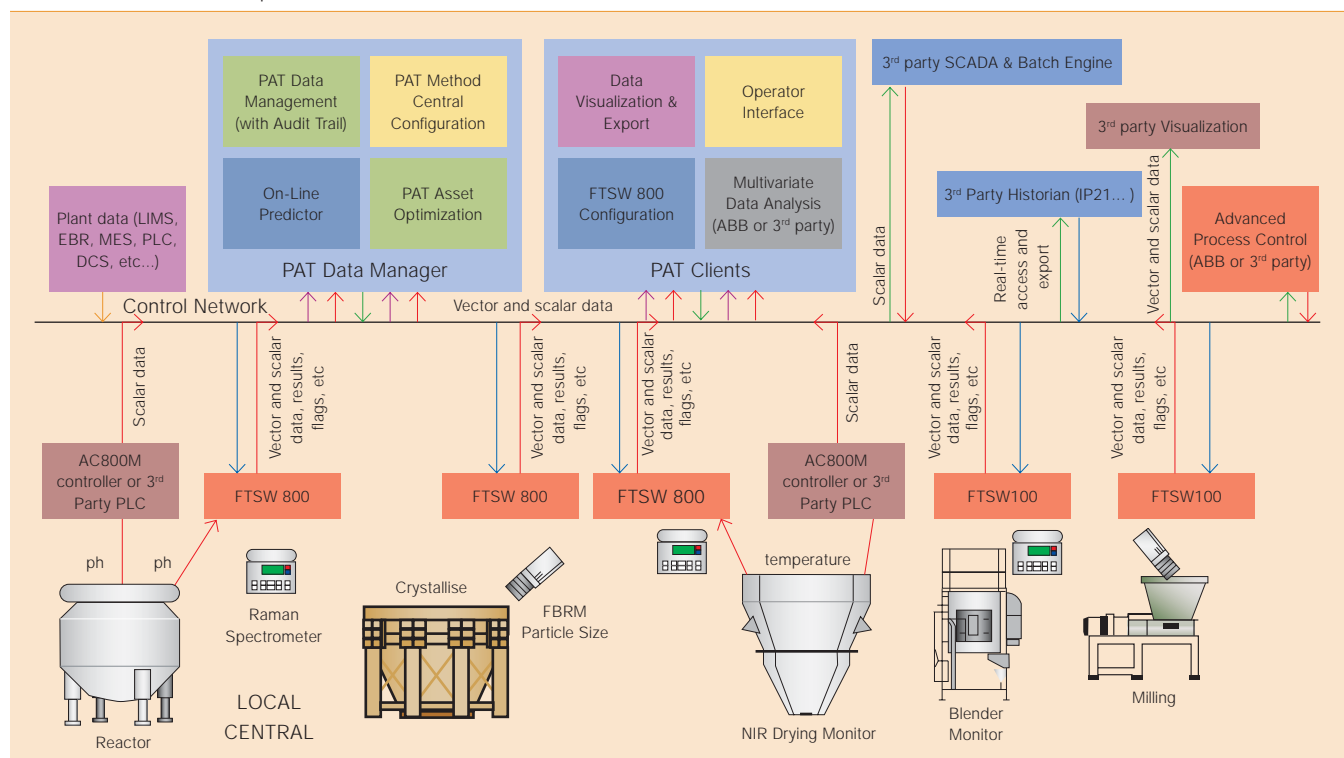 3rd party SCADA & Batch Engine
PAT Data
Management
(with Audit Trail)
PAT Method
Central
Configuration
On-Line
Predictor
PAT Asset
Optimization
PAT Data Manager
Data
Visualization &
Export
Operator
Interface
FTSW 800
Configuration
Multivariate
Data Analysis
(ABB or 3rd party)
PAT Clients
3rd party Visualization
3rd Party Historian (IP21... )
Plant data (LIMS,
EBR, MES, PLC,
DCS, etc...)
Advanced
Process Control
(ABB or 3rd party)
Scalar data
Real-time
access and
export
Vector and scalar data
Control Network
Vector and scalar data
Scalar data
Vector and scalar
data, results,
flags, etc
Vector and scalar
data, results,
flags, etc
Vector and scalar
data, results,
flags, etc
Scalar data
Vector and scalar
data, results,
flags, etc
Vector and scalar
data, results,
flags, etc
AC800M
controller or 3rd
Party PLC
FTSW 800
FTSW 800
FTSW 800
AC800M
controller or 3rd
Party PLC
FTSW100
FTSW100
ph
ph
temperature
Raman
Spectrometer
Crystallise
FBRM
Particle Size
LOCAL
CENTRAL
Reactor
NIR Drying Monitor
Blender
Monitor
Milling